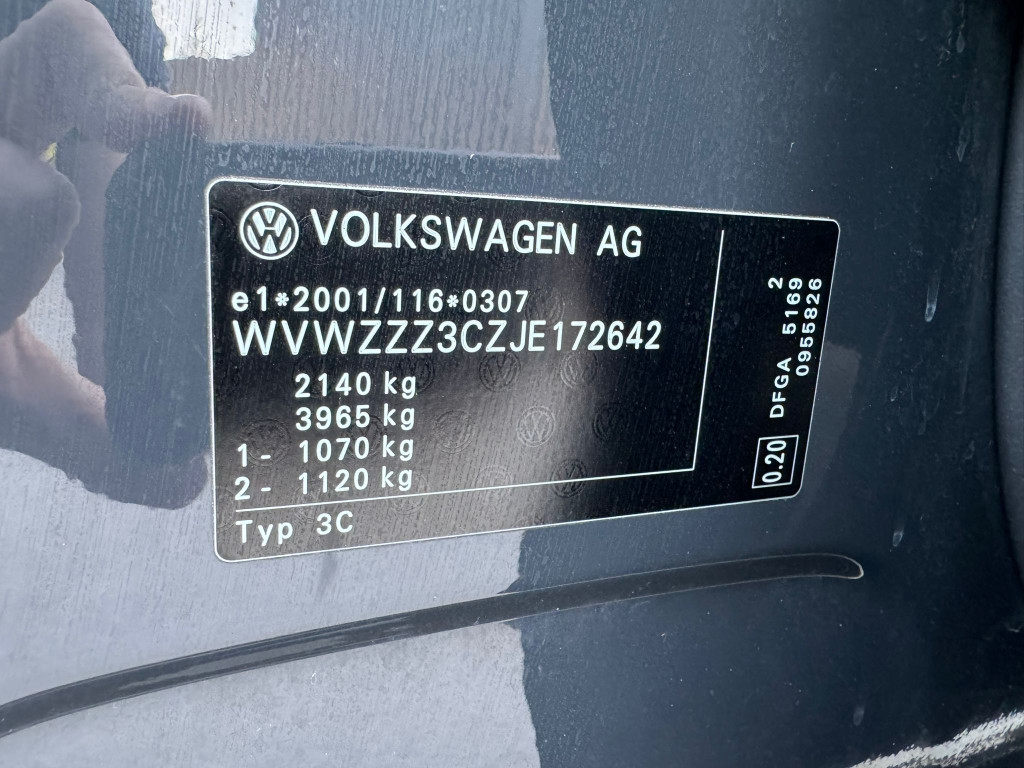 VOLKSWAGEN AG
e1*2001/116*0307
WVWZZZ3CZJE172642
2140 kg
3965 kg
1- 1070 kg
2- 1120 kg
Typ 3C
0.20 DFGA 5169 2
0955826